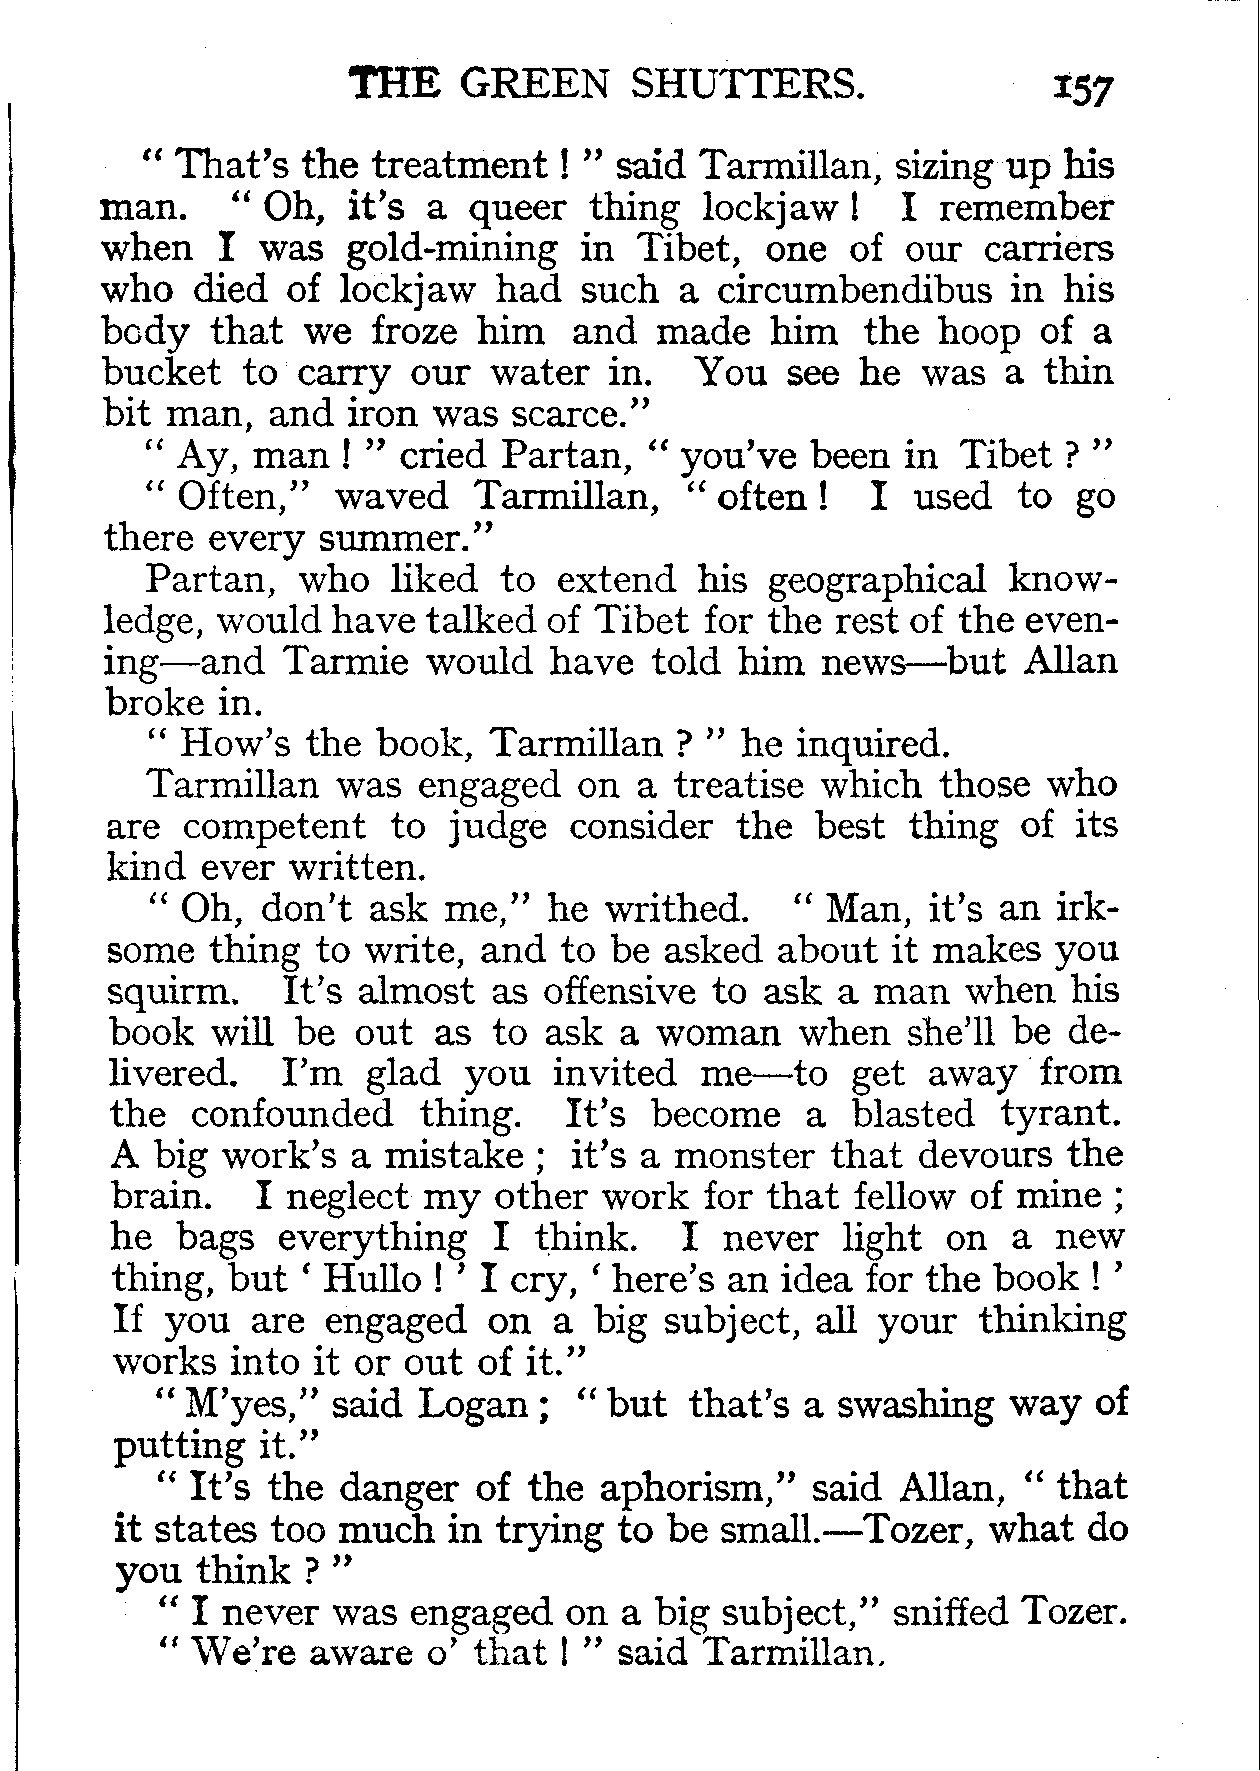 THE GREEN SHUTTERS. 157
“ That's the treatment ! ” said Tarmillan, sizing up his
man. “ Oh, it's a queer thing lockjaw ! I remember
when I was gold-mining in Tibet, one of our carriers
who died of lockjaw had such a circumbendibus in his
body that we froze him and made him the hoop of a
bucket to carry our water in. You see he was a thin
bit man, and iron was scarce.”
“ Ay, man ! ” cried Partan, “ you've been in Tibet ? ”
“ Often,” waved Tarmillan, “ often ! I used to go
there every summer.”
Partan, who liked to extend his geographical know-
ledge, would have talked of Tibet for the rest of the even-
ing—and Tarmie would have told him news—but Allan
broke in.
“ How's the book, Tarmillan ? ” he inquired.
Tarmillan was engaged on a treatise which those who
are competent to judge consider the best thing of its
kind ever written.
“ Oh, don't ask me,” he writhed. “ Man, it's an irk-
some thing to write, and to be asked about it makes you
squirm. It's almost as offensive to ask a man when his
book will be out as to ask a woman when she'll be de-
livered. I'm glad you invited me—to get away from
the confounded thing. It's become a blasted tyrant.
A big work's a mistake ; it's a monster that devours the
brain. I neglect my other work for that fellow of mine ;
he bags everything I think. I never light on a new
thing, but ‘ Hullo ! ’ I cry, ‘ here's an idea for the book ! ’
If you are engaged on a big subject, all your thinking
works into it or out of it.”
“ M'yes,” said Logan ; “ but that's a swashing way of
putting it.”
“ It's the danger of the aphorism,” said Allan, “ that
it states too much in trying to be small.—Tozer, what do
you think ? ”
“ I never was engaged on a big subject,” sniffed Tozer.
“ We're aware o' that ! ” said Tarmillan.